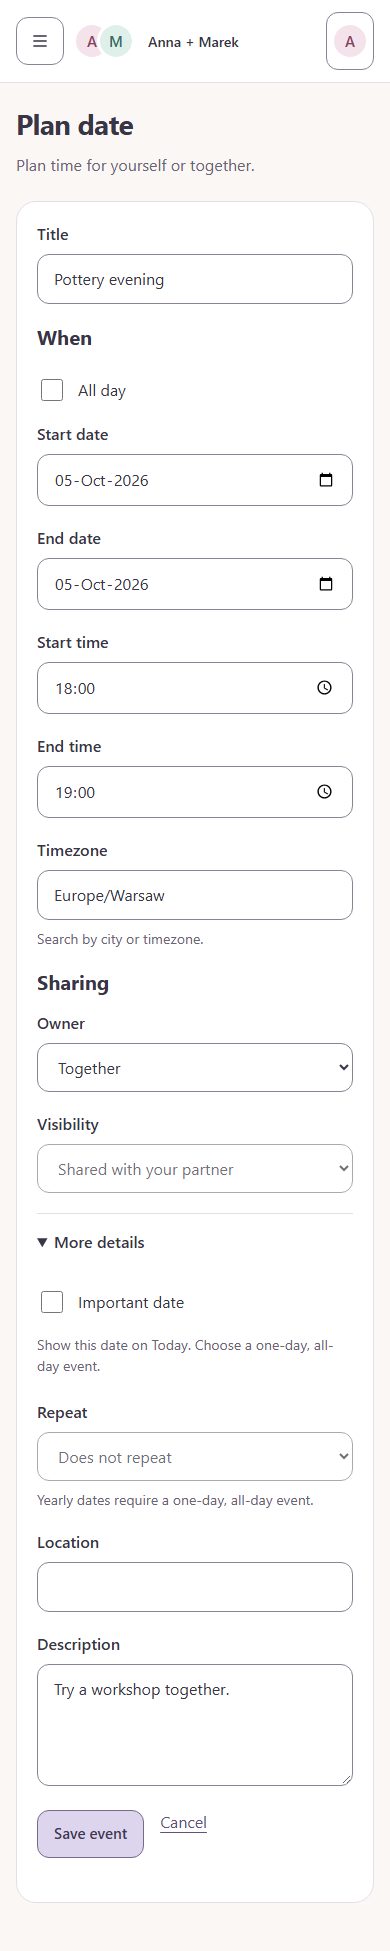 A M Anna + Marek A
Plan date
Plan time for yourself or together.
Title
Pottery evening
When
All day
Start date
05-Oct-2026
End date
05-Oct-2026
Start time
18:00
End time
19:00
Timezone
Europe/Warsaw
Search by city or timezone.
Sharing
Owner
Together
Visibility
Shared with your partner
More details
Important date
Show this date on Today. Choose a one-day, all-
day event.
Repeat
Does not repeat
Yearly dates require a one-day, all-day event.
Location
Description
Try a workshop together.
Save event Cancel